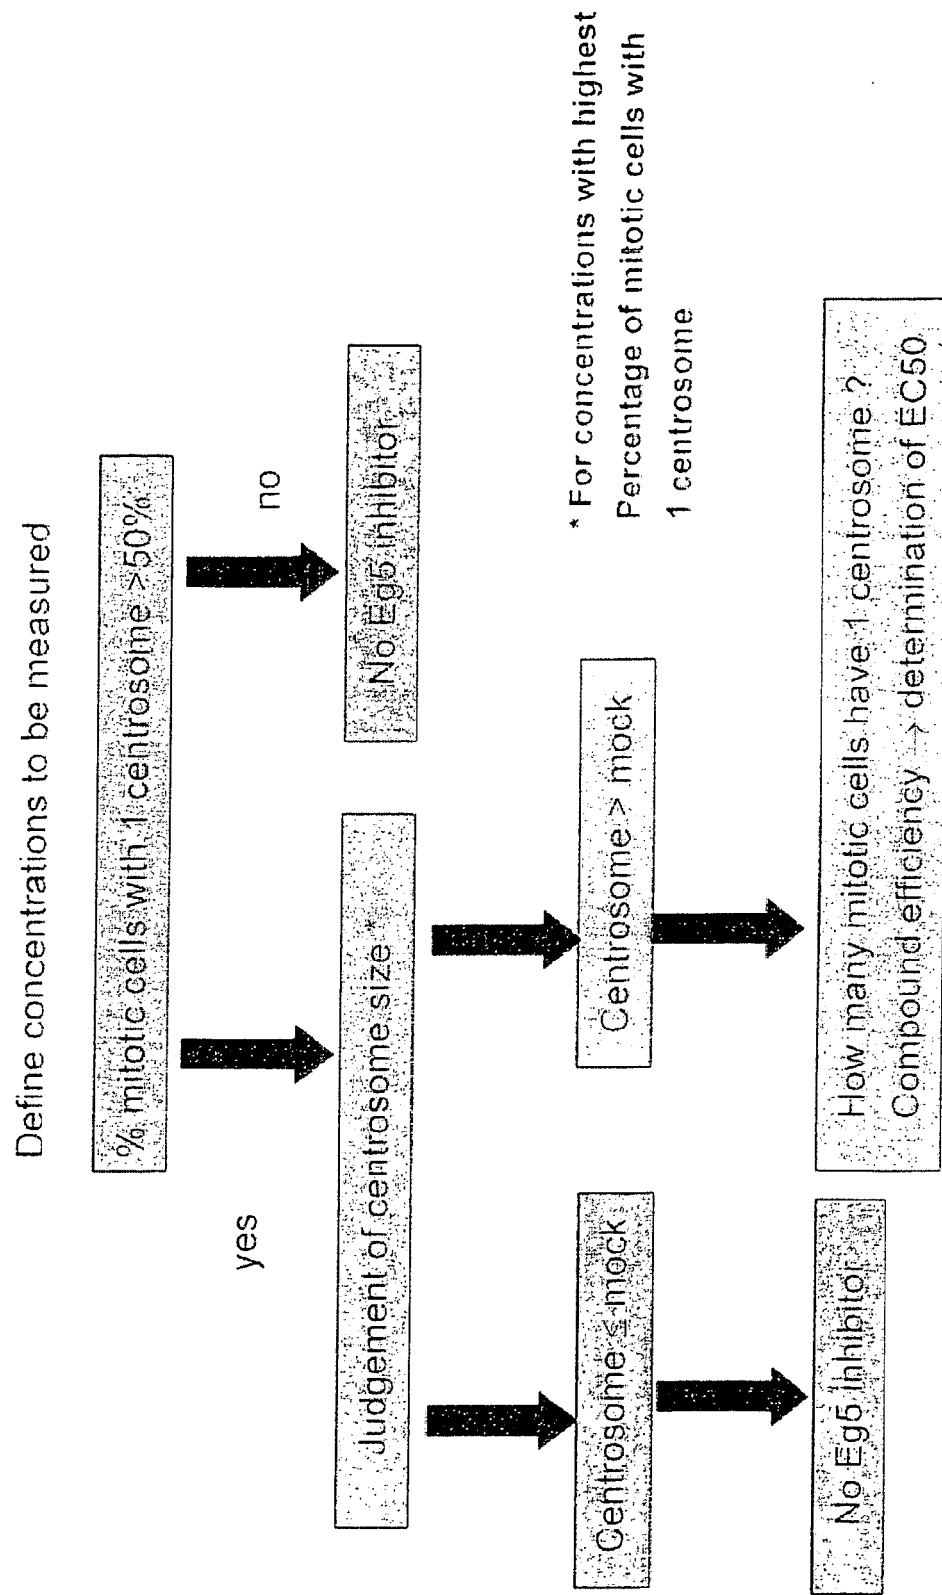 Define concentrations to be measured
% mitotic cells with 1 centrosome >50%
yes
no
Judgement of centrosome size *
No Eg5 inhibitor
Centrosome ≤ mock
Centrosome > mock
* For concentrations with highest
Percentage of mitotic cells with
1 centrosome
No Eg5 inhibitor
How many mitotic cells have 1 centrosome ?
Compound efficiency → determination of EC50